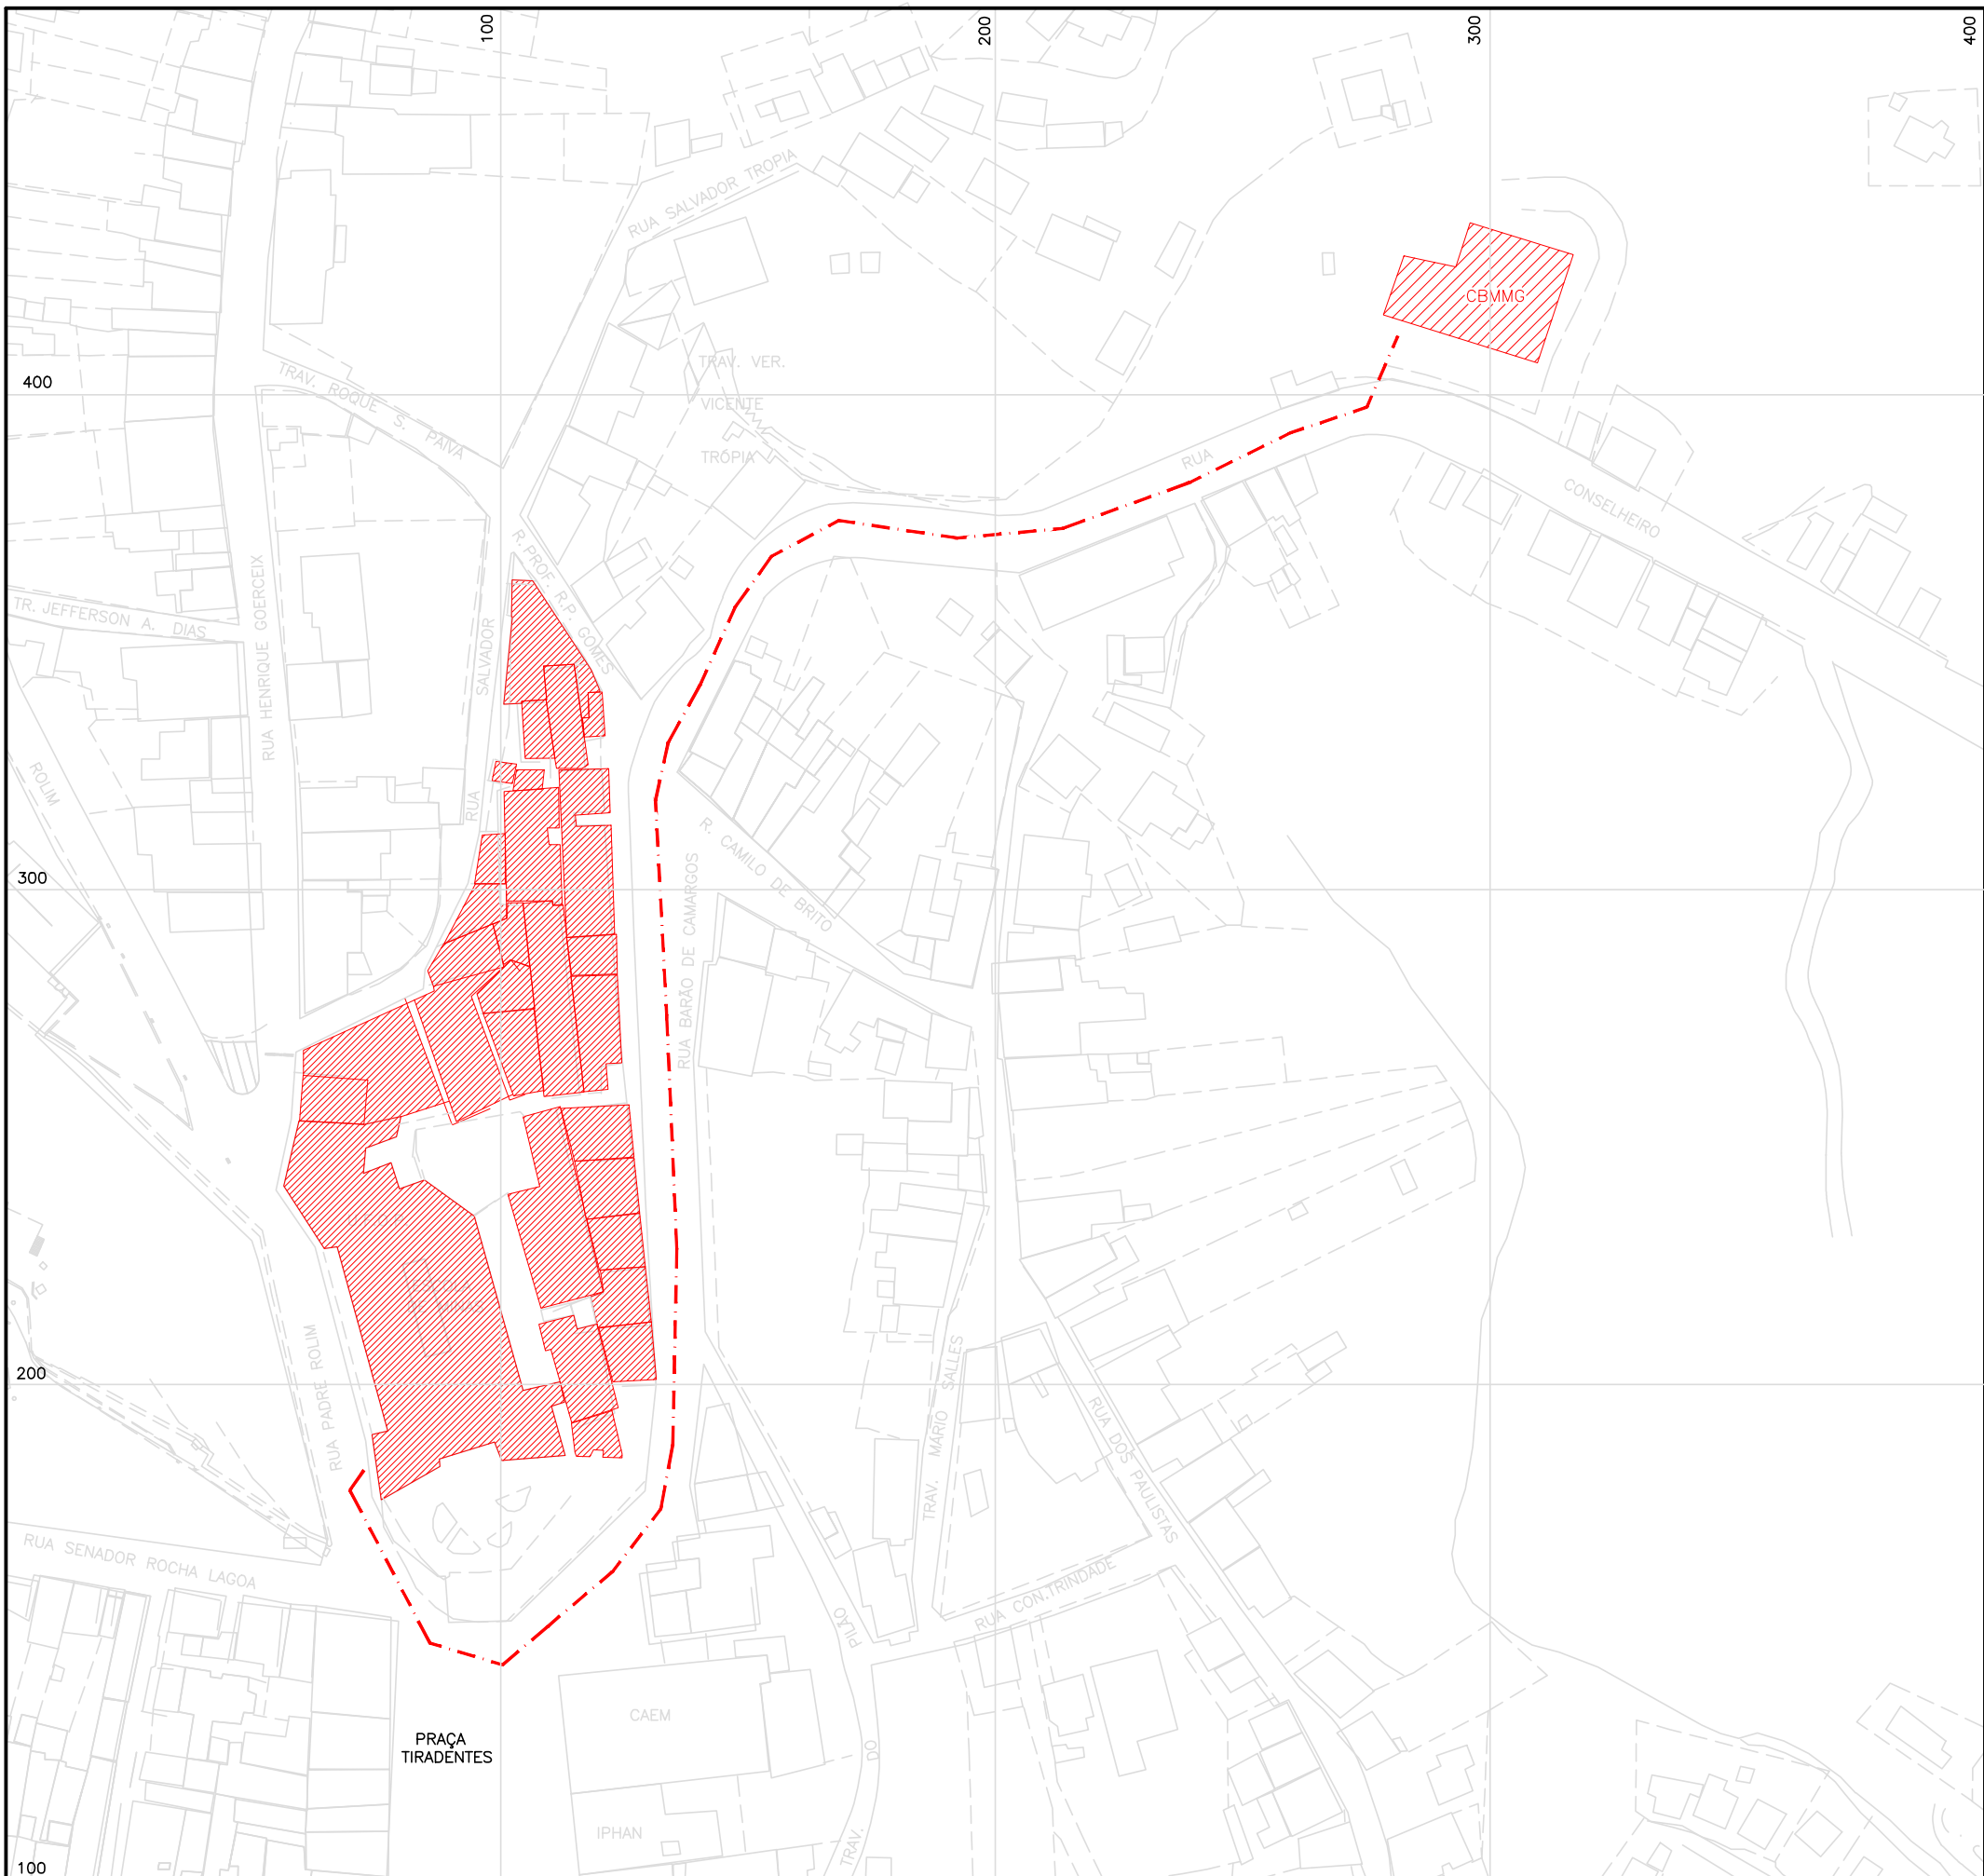 100
200
300
400
RUA SALVADOR TROPIA
CBMMG
TRAV. VER.
VICENTE
TRÓPIA
400
TRAV. ROQUE S. PAIVA
RUA
CONSELHEIRO
R. PROF. R.P. GOMES
TR. JEFFERSON A. DIAS
RUA HENRIQUE GOERCEIX
RUA SALVADOR
ROLIM
R. CAMILO DE BRITO
300
RUA BARÃO DE CAMARGOS
RUA PADRE ROLIM
200
TRAV. MÁRIO SALLES
RUA DOS PAULISTAS
RUA SENADOR ROCHA LAGOA
RUA CON.TRINDADE
PILÃO
CAEM
PRAÇA
TIRADENTES
DO
IPHAN
TRAV.
100